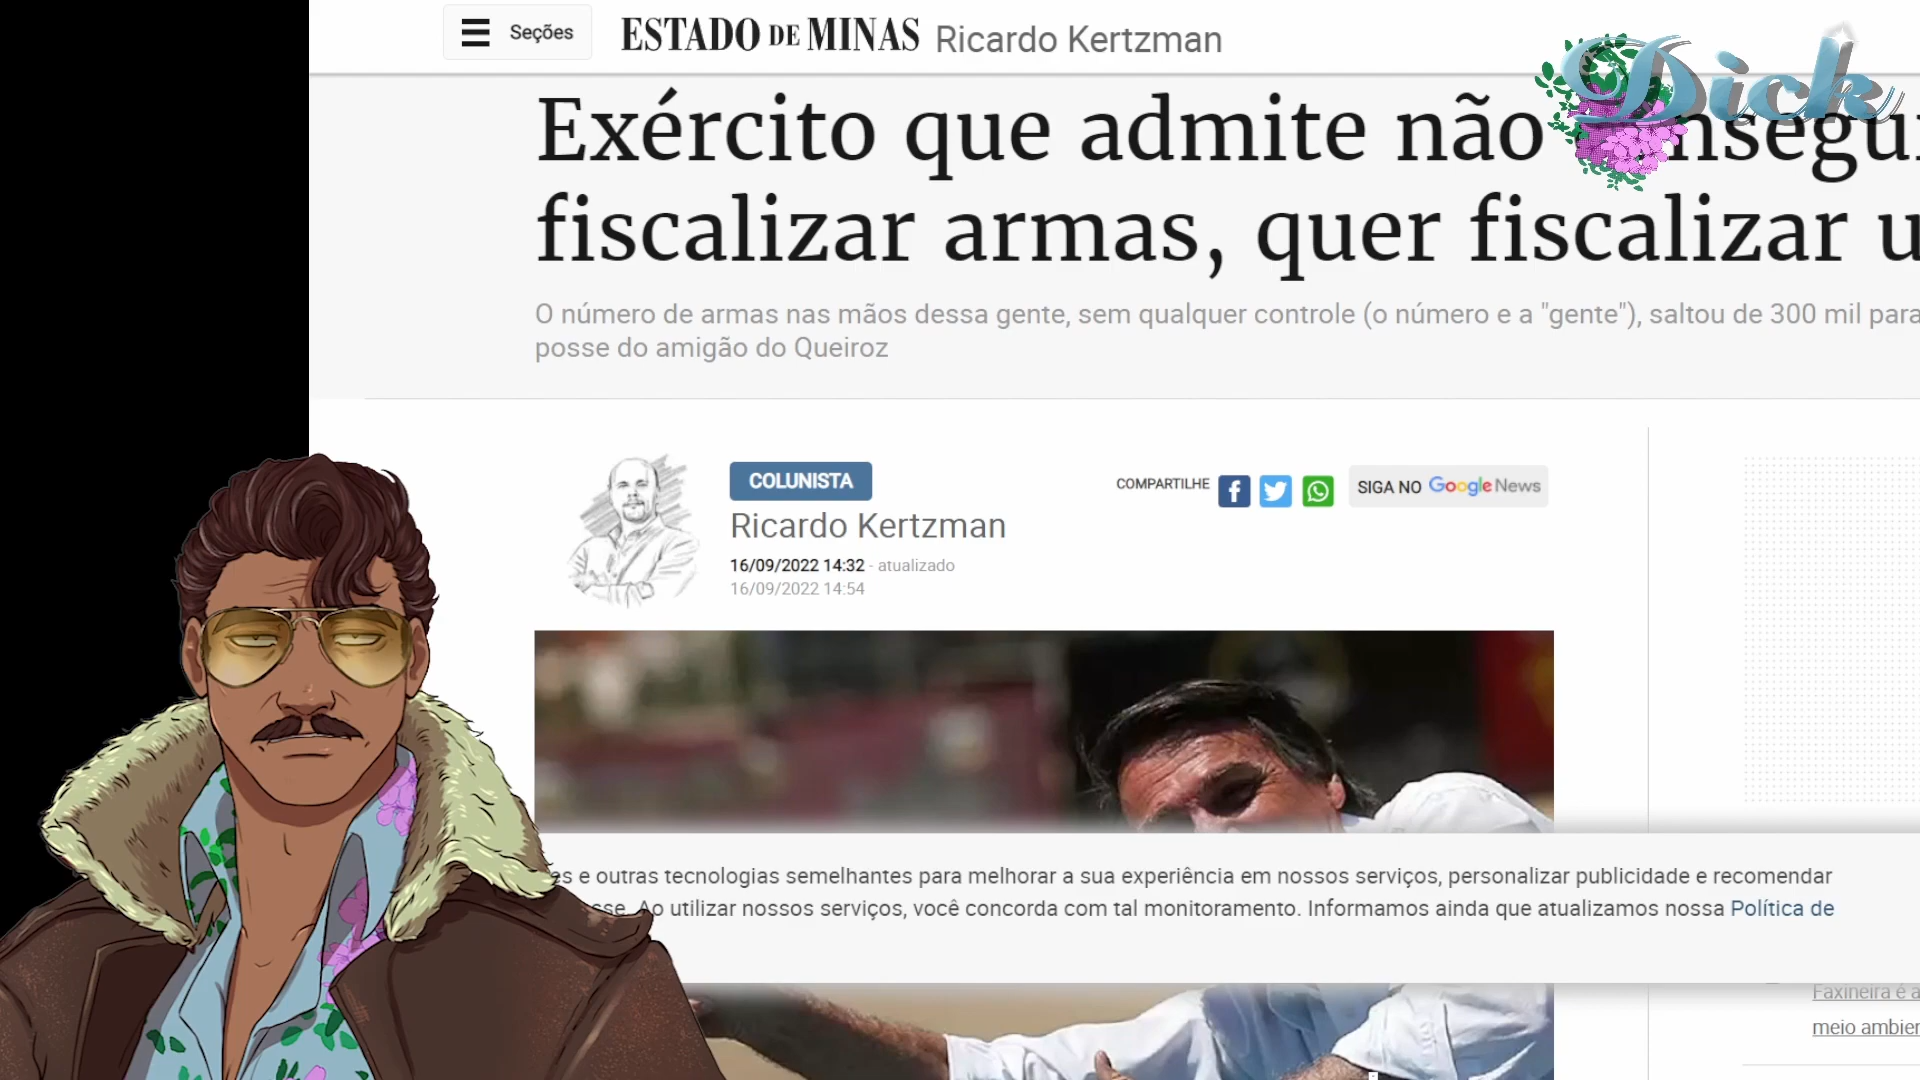 Seções
ESTADO DE MINAS
Ricardo Kertzman
Dick
Exército que admite não
fiscalizar armas, quer fiscalizar
O número de armas nas mãos dessa gente, sem qualquer controle (o número e a "gente"), saltou de 300 mil para
posse do amigão do Queiroz
COLUNISTA
Ricardo Kertzman
16/09/2022 14:32 - atualizado
16/09/2022 14:54
COMPARTILHE
SIGA NO Google News
e outras tecnologias semelhantes para melhorar a sua experiência em nossos serviços, personalizar publicidade e recomendar
Ao utilizar nossos serviços, você concorda com tal monitoramento. Informamos ainda que atualizamos nossa Política de
Faxineira é a
meio